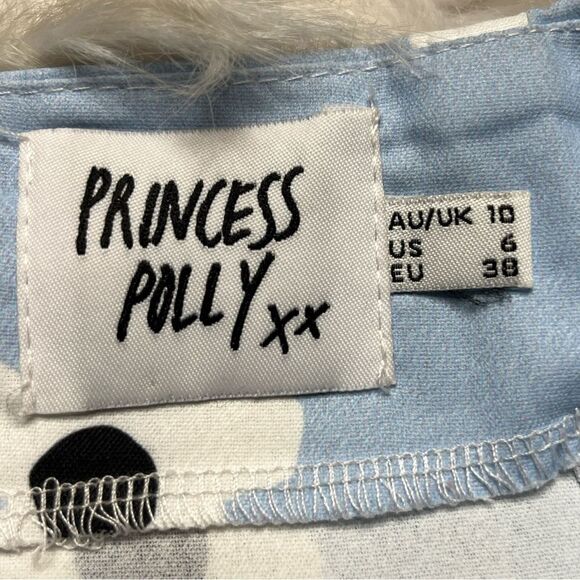 PRINCESS
POLLY xx
AU/UK 10
US 6
EU 38